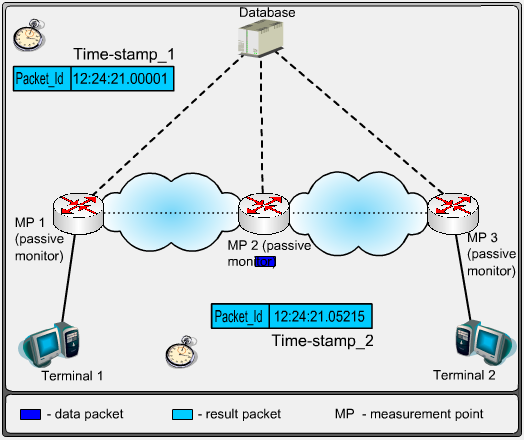 Database
Time-stamp_1
Packet_Id 12:24:21.00001
MP 1
(passive
monitor)
MP 2 (passive
monitor)
MP 3
(passive
monitor)
Packet_Id 12:24:21.05215
Time-stamp_2
Terminal 1
Terminal 2
- data packet - result packet MP - measurement point